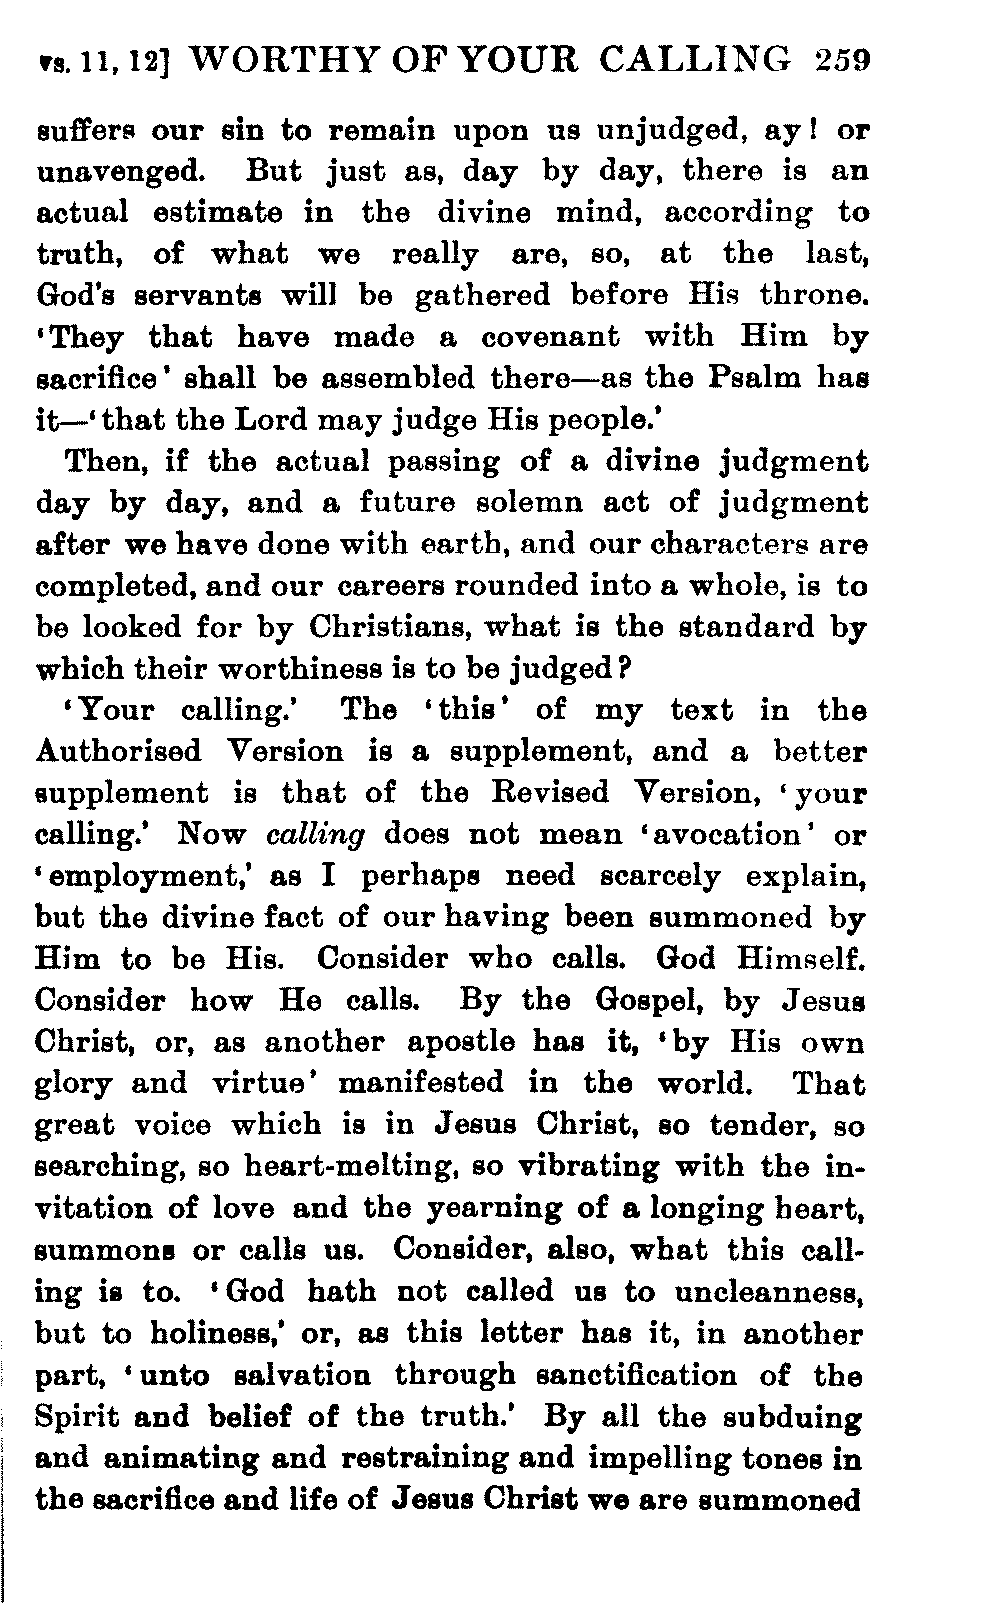 vs. 11, 12] WORTHY OF YOUR CALLING 259
suffers our sin to remain upon us unjudged, ay! or
unavenged. But just as, day by day, there is an
actual estimate in the divine mind, according to
truth, of what we really are, so, at the last,
God's servants will be gathered before His throne.
‘They that have made a covenant with Him by
sacrifice’ shall be assembled there—as the Psalm has
it—‘that the Lord may judge His people.’
Then, if the actual passing of a divine judgment
day by day, and a future solemn act of judgment
after we have done with earth, and our characters are
completed, and our careers rounded into a whole, is to
be looked for by Christians, what is the standard by
which their worthiness is to be judged?
‘Your calling.’ The ‘this’ of my text in the
Authorised Version is a supplement, and a better
supplement is that of the Revised Version, ‘your
calling.’ Now calling does not mean ‘avocation’ or
‘employment,’ as I perhaps need scarcely explain,
but the divine fact of our having been summoned by
Him to be His. Consider who calls. God Himself.
Consider how He calls. By the Gospel, by Jesus
Christ, or, as another apostle has it, ‘by His own
glory and virtue’ manifested in the world. That
great voice which is in Jesus Christ, so tender, so
searching, so heart-melting, so vibrating with the in-
vitation of love and the yearning of a longing heart,
summons or calls us. Consider, also, what this call-
ing is to. ‘God hath not called us to uncleanness,
but to holiness,’ or, as this letter has it, in another
part, ‘unto salvation through sanctification of the
Spirit and belief of the truth.’ By all the subduing
and animating and restraining and impelling tones in
the sacrifice and life of Jesus Christ we are summoned